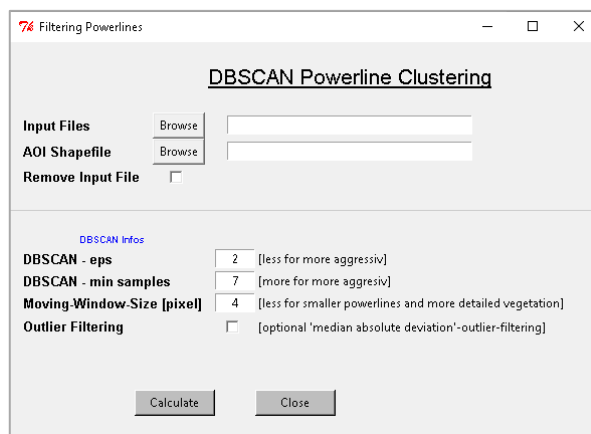 Filtering Powerlines
DBSCAN Powerline Clustering
Input Files Browse
AOI Shapefile Browse
Remove Input File
DBSCAN Infos
DBSCAN - eps 2 [less for more aggressiv]
DBSCAN - min samples 7 [more for aggresiv]
Moving-Window-Size [pixel] 4 [less for smaller powerlines and more detailed vegetation]
Outlier Filtering [optional 'median absolute deviation'-outlier-filtering]
Calculate Close